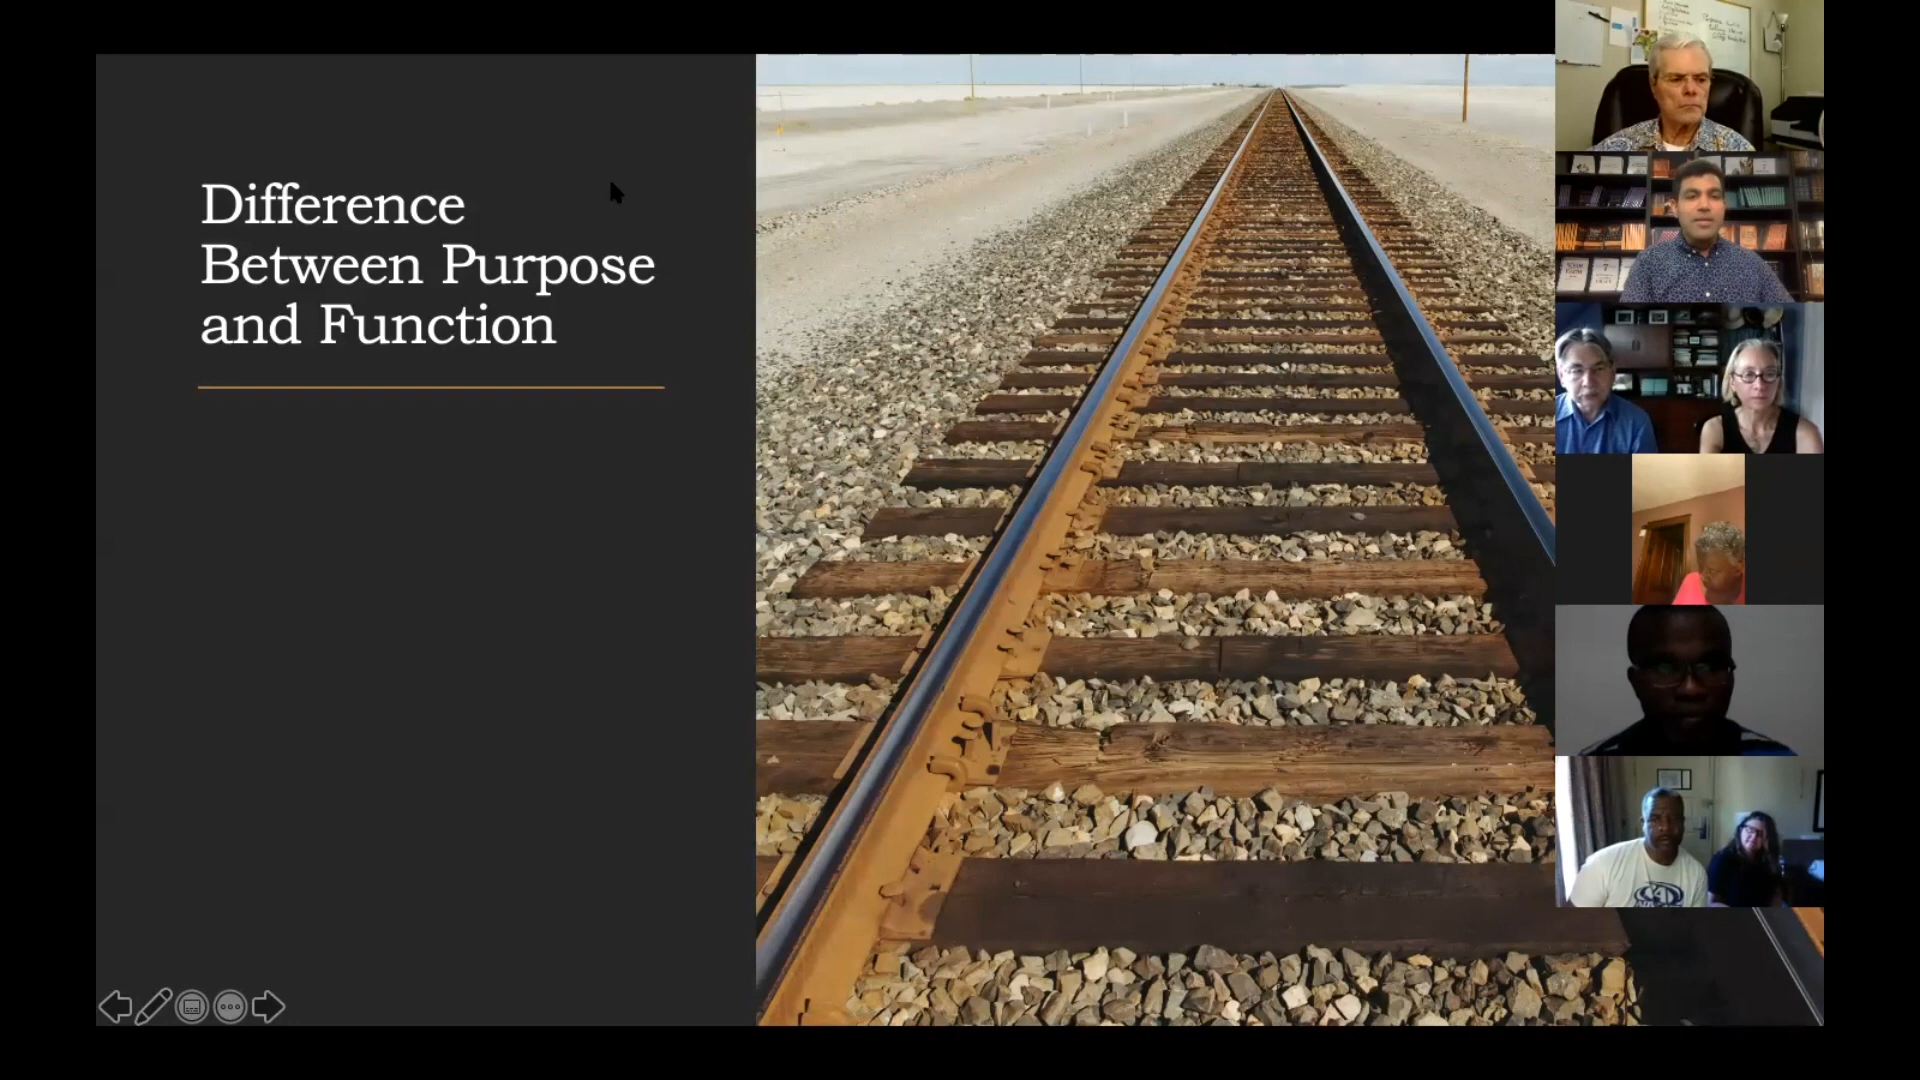 Difference
Between Purpose
and Function